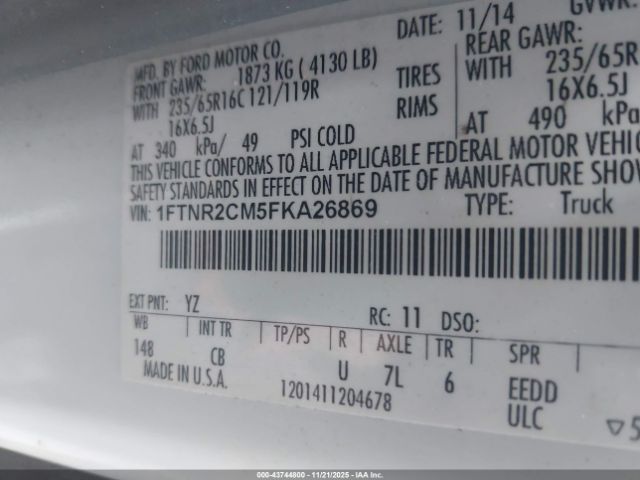 MFD. BY FORD MOTOR CO. DATE: 11/14 GVWR:
FRONT GAWR: 1873 KG ( 4130 LB) REAR GAWR:
WITH 235/65R16C 121/119R TIRES WITH 235/65R
16X6.5J RIMS 16X6.5J
AT 340 kPa/ 49 PSI COLD AT 490 kPa/
THIS VEHICLE CONFORMS TO ALL APPLICABLE FEDERAL MOTOR VEHIC
SAFETY STANDARDS IN EFFECT ON THE DATE OF MANUFACTURE SHOW
VIN: 1FTNR2CM5FKA26869 TYPE: Truck
EXT PNT: YZ RC: 11 DSO:
WB INT TR TP/PS R AXLE TR SPR
148 CB U 7L 6 EEDD
MADE IN U.S.A. 1201411204678 ULC
▽5
000-43744800 - 11/21/2025 - IAA Inc.